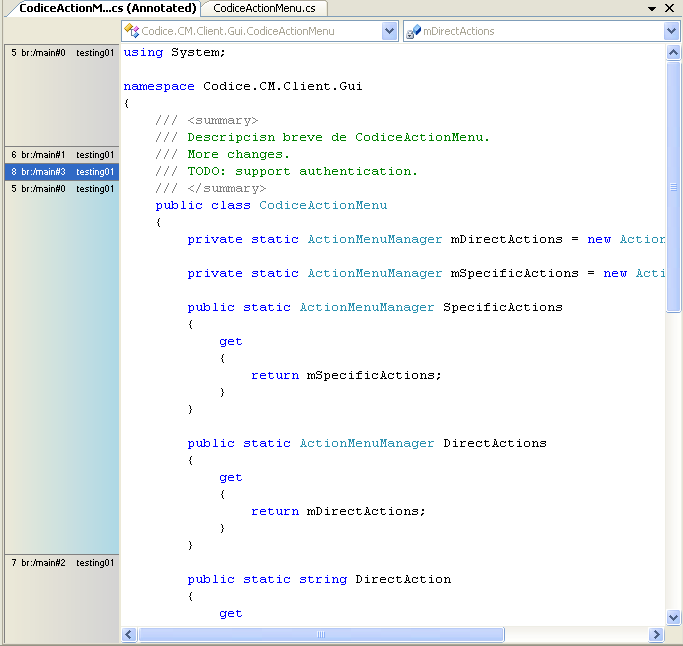 CodiceActionM...cs (Annotated) CodiceActionMenu.cs
Codice.CM.Client.Gui.CodiceActionMenu mDirectActions
5 br:/main#0 testing01 using System;
namespace Codice.CM.Client.Gui
{
/// <summary>
/// Descripcisn breve de CodiceActionMenu.
6 br:/main#1 testing01 /// More changes.
8 br:/main#3 testing01 /// TODO: support authentication.
5 br:/main#0 testing01 /// </summary>
public class CodiceActionMenu
{
private static ActionMenuManager mDirectActions = new Action
private static ActionMenuManager mSpecificActions = new Acti
public static ActionMenuManager SpecificActions
{
get
{
return mSpecificActions;
}
}
public static ActionMenuManager DirectActions
{
get
{
return mDirectActions;
}
}
7 br:/main#2 testing01
public static string DirectAction
{
get